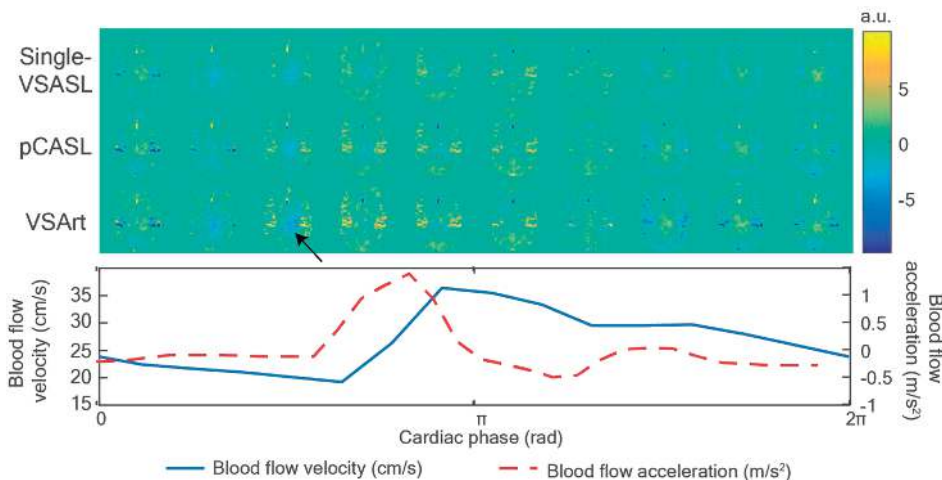 a.u.
Single-
VSASL
pCASL
VSArt
5
0
-5
Blood flow
velocity (cm/s)
35
30
25
20
15
1
0.5
0
-0.5
-1
Blood flow
acceleration (m/s²)
0
π
2π
Cardiac phase (rad)
Blood flow velocity (cm/s)
Blood flow acceleration (m/s²)